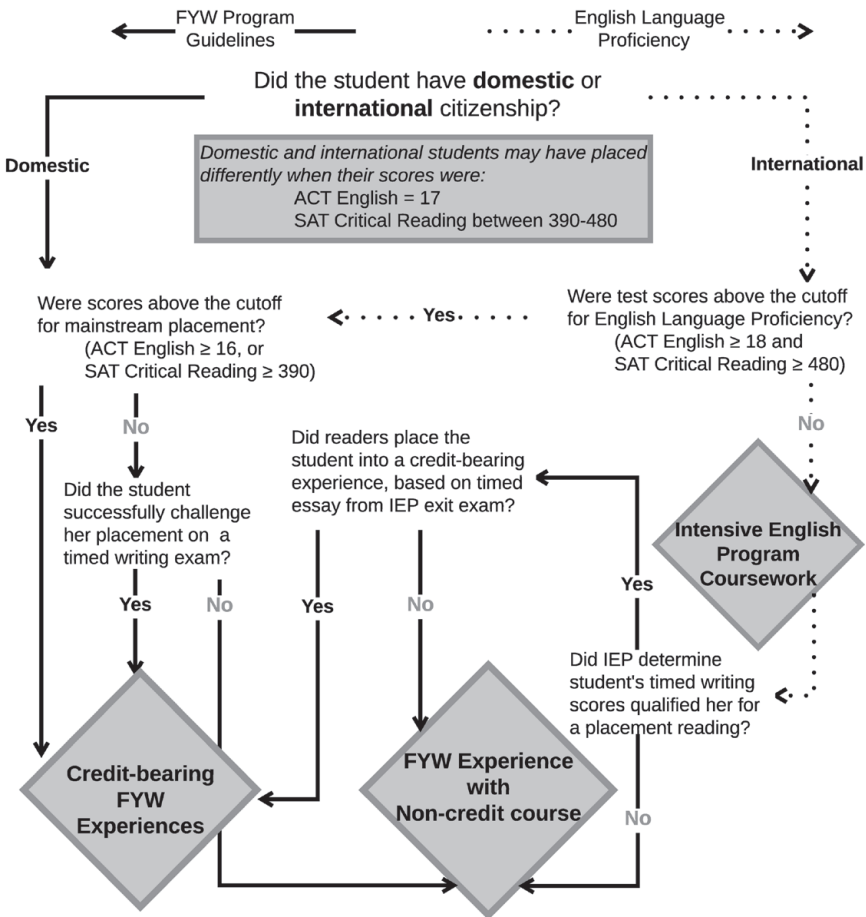 FYW Program
Guidelines
English Language
Proficiency
Did the student have domestic or
international citizenship?
Domestic
International
Domestic and international students may have placed
differently when their scores were:
ACT English = 17
SAT Critical Reading between 390-480
Were scores above the cutoff
for mainstream placement?
(ACT English ≥ 16, or
SAT Critical Reading ≥ 390)
Yes
Were test scores above the cutoff
for English Language Proficiency?
(ACT English ≥ 18 and
SAT Critical Reading ≥ 480)
Yes
No
No
Did readers place the
student into a credit-bearing
experience, based on timed
essay from IEP exit exam?
Did the student
successfully challenge
her placement on a
timed writing exam?
Intensive English
Program
Coursework
Yes
No
Yes
No
Yes
Did IEP determine
student's timed writing
scores qualified her for
a placement reading?
Credit-bearing
FYW
Experiences
FYW Experience
with
Non-credit course
No